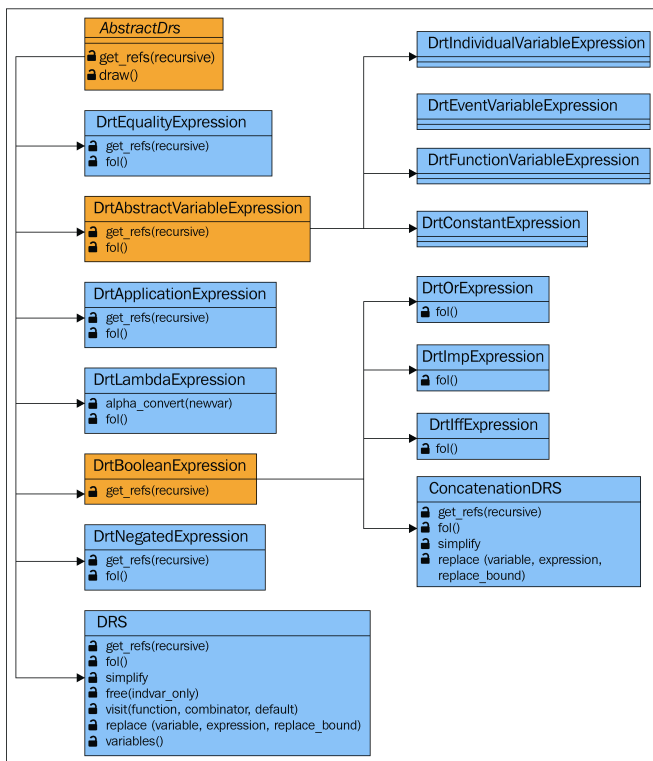 AbstractDrs
get_refs(recursive)
draw()
DrtEqualityExpression
get_refs(recursive)
fol()
DrtAbstractVariableExpression
get_refs(recursive)
fol()
DrtApplicationExpression
get_refs(recursive)
fol()
DrtLambdaExpression
alpha_convert(newvar)
fol()
DrtBooleanExpression
get_refs(recursive)
DrtNegatedExpression
get_refs(recursive)
fol()
DRS
get_refs(recursive)
fol()
simplify
free(indvar_only)
visit(function, combinator, default)
replace (variable, expression, replace_bound)
variables()
DrtIndividualVariableExpression
DrtEventVariableExpression
DrtFunctionVariableExpression
DrtConstantExpression
DrtOrExpression
fol()
DrtImpExpression
fol()
DrtIffExpression
fol()
ConcatenationDRS
get_refs(recursive)
fol()
simplify
replace (variable, expression,
replace_bound)